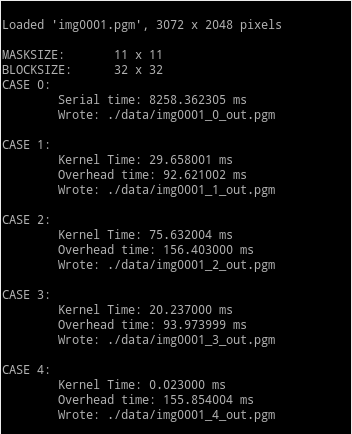 Loaded 'img0001.pgm', 3072 x 2048 pixels
MASKSIZE: 11 x 11
BLOCKSIZE: 32 x 32
CASE 0:
Serial time: 8258.362305 ms
Wrote: ./data/img0001_0_out.pgm
CASE 1:
Kernel Time: 29.658001 ms
Overhead time: 92.621002 ms
Wrote: ./data/img0001_1_out.pgm
CASE 2:
Kernel Time: 75.632004 ms
Overhead time: 156.403000 ms
Wrote: ./data/img0001_2_out.pgm
CASE 3:
Kernel Time: 20.237000 ms
Overhead time: 93.973999 ms
Wrote: ./data/img0001_3_out.pgm
CASE 4:
Kernel Time: 0.023000 ms
Overhead time: 155.854004 ms
Wrote: ./data/img0001_4_out.pgm